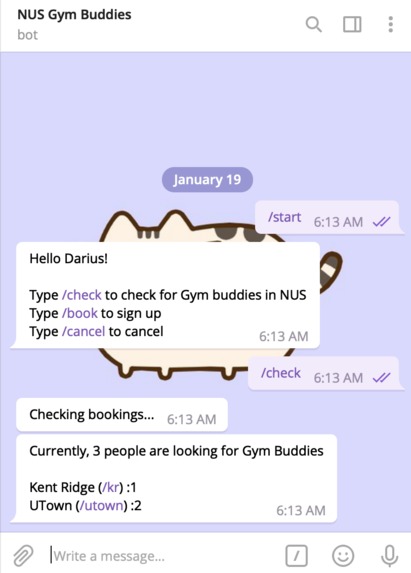 NUS Gym Buddies
bot
January 19
/start 6:13 AM
Hello Darius!
Type /check to check for Gym buddies in NUS
Type /book to sign up
Type /cancel to cancel
6:13 AM
/check 6:13 AM
Checking bookings... 6:13 AM
Currently, 3 people are looking for Gym Buddies
Kent Ridge (/kr) :1
UTown (/utown) :2
6:13 AM
Write a message...